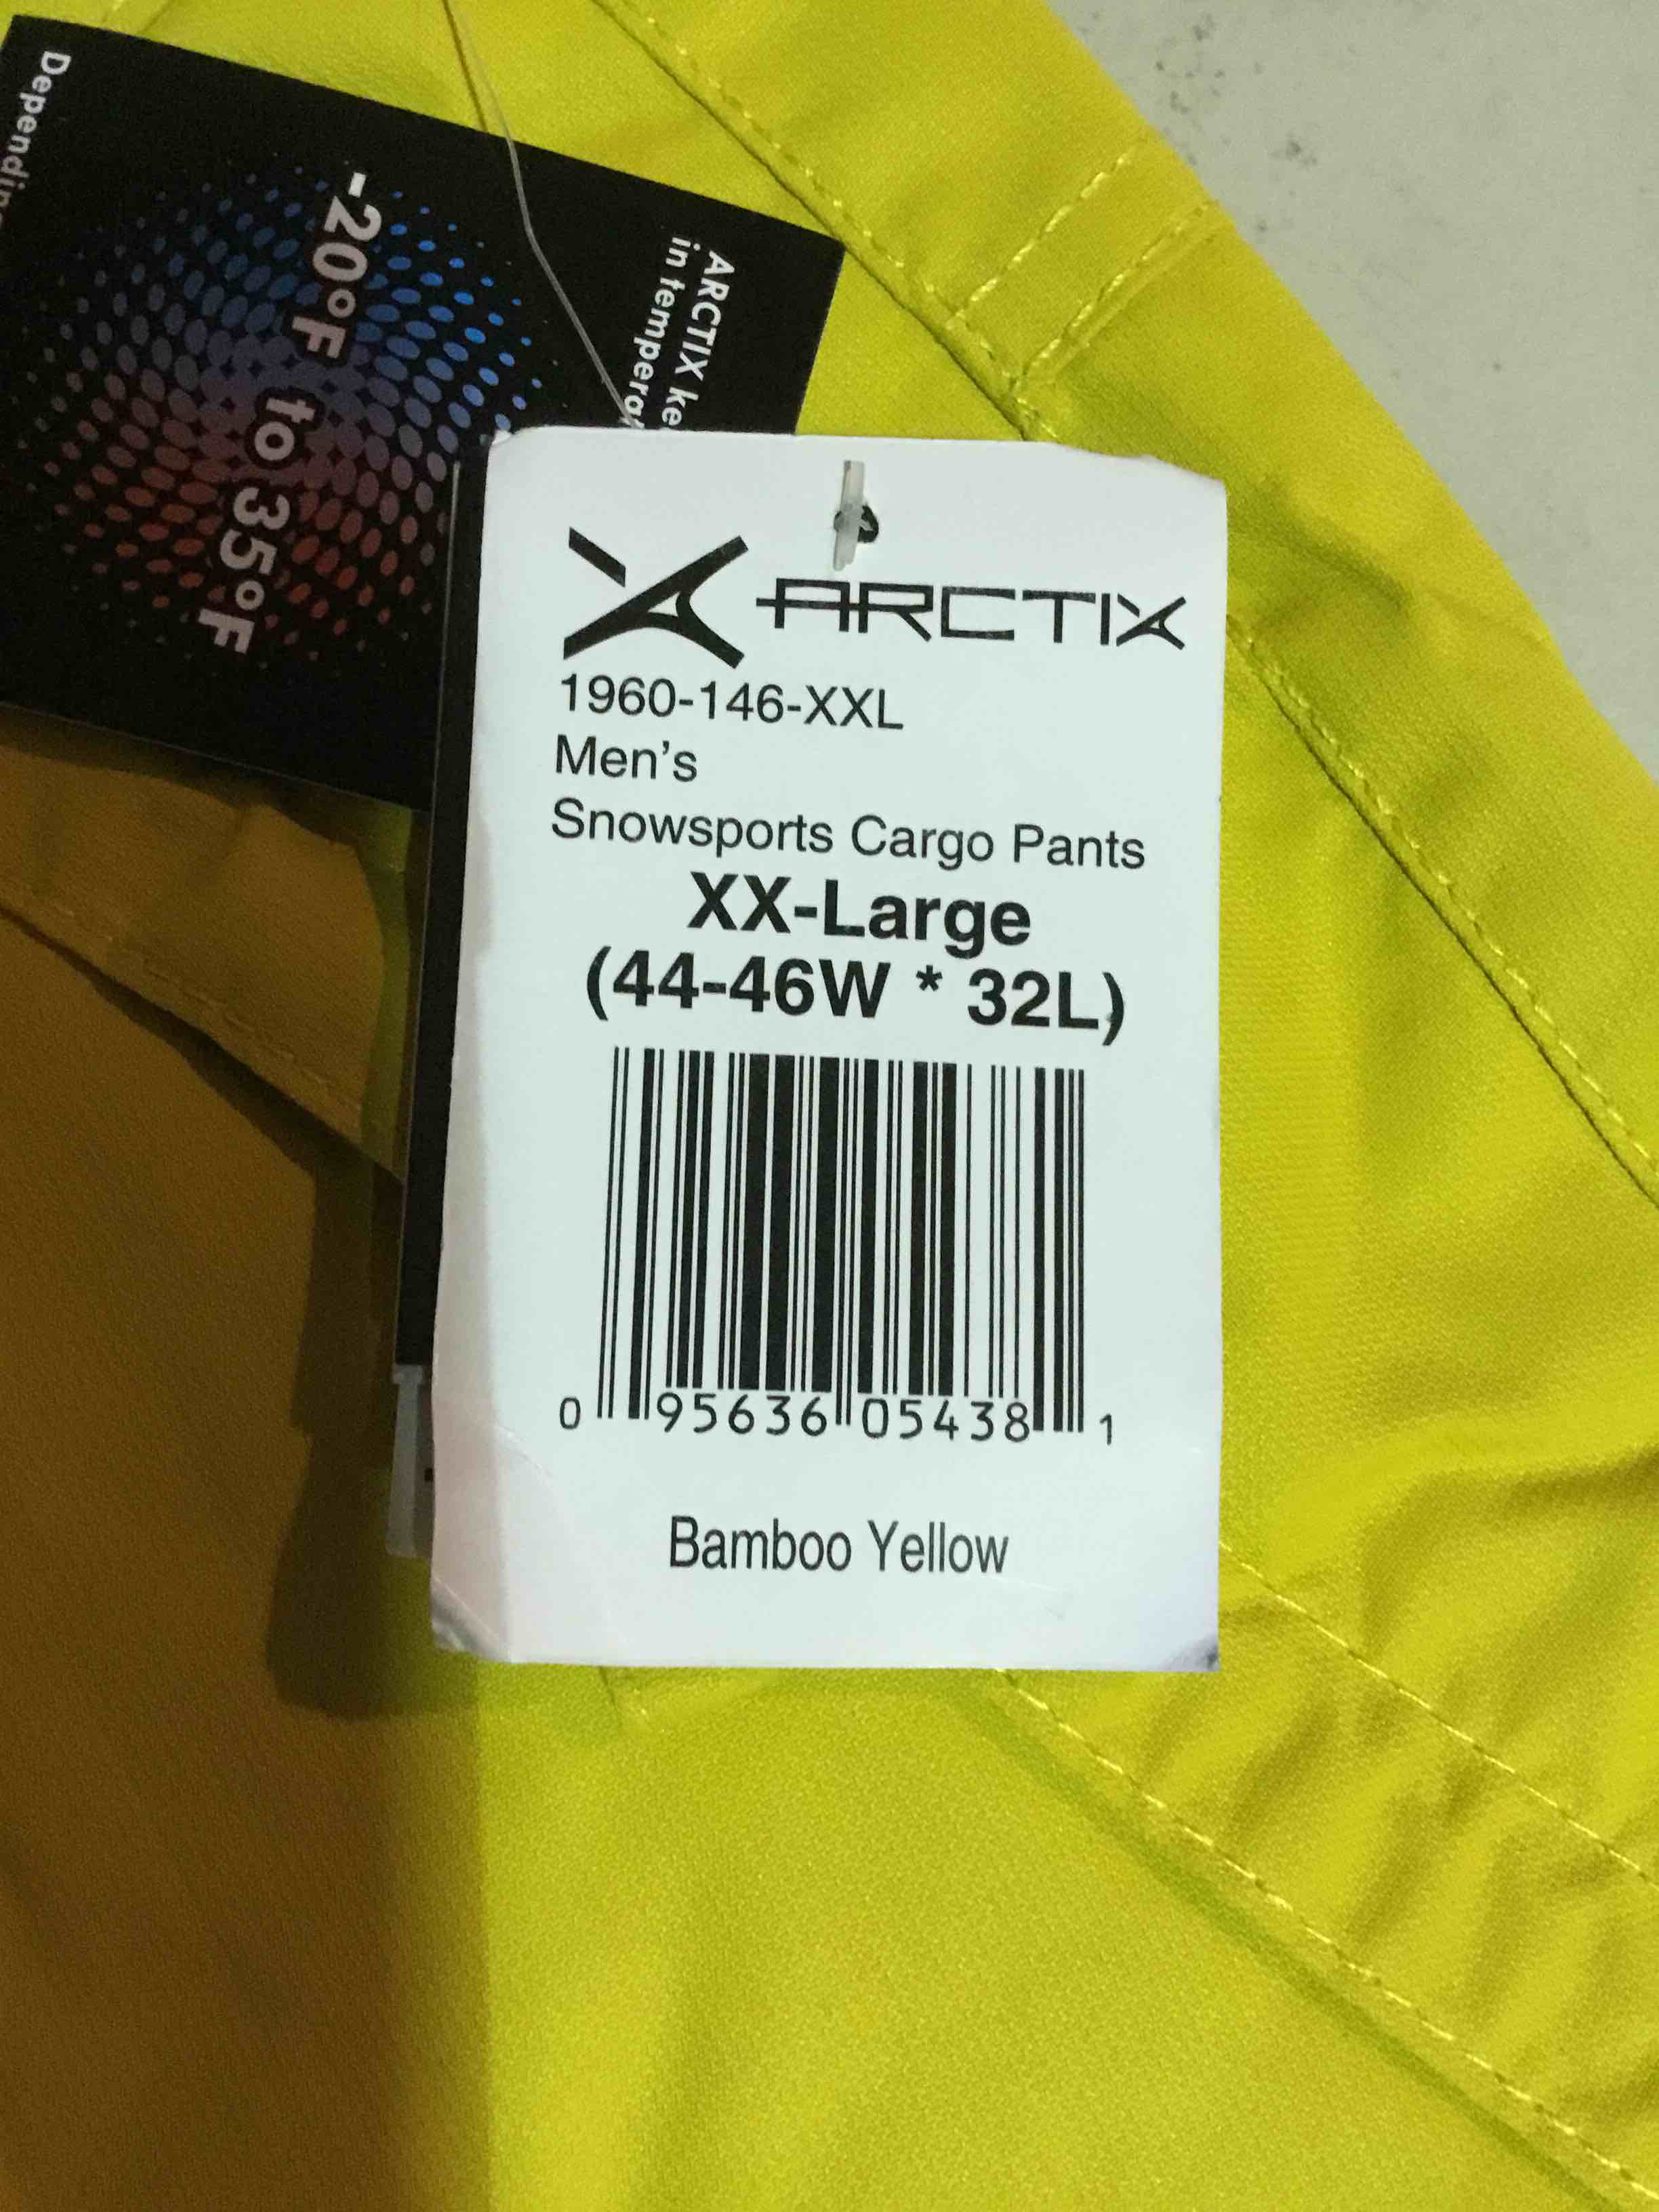 ARCTIX
1960-146-XXL
Men's
Snowsports Cargo Pants
XX-Large
(44-46W * 32L)
0 95636 05438 1
Bamboo Yellow
ARCTIX
in
-20°F to 35°F